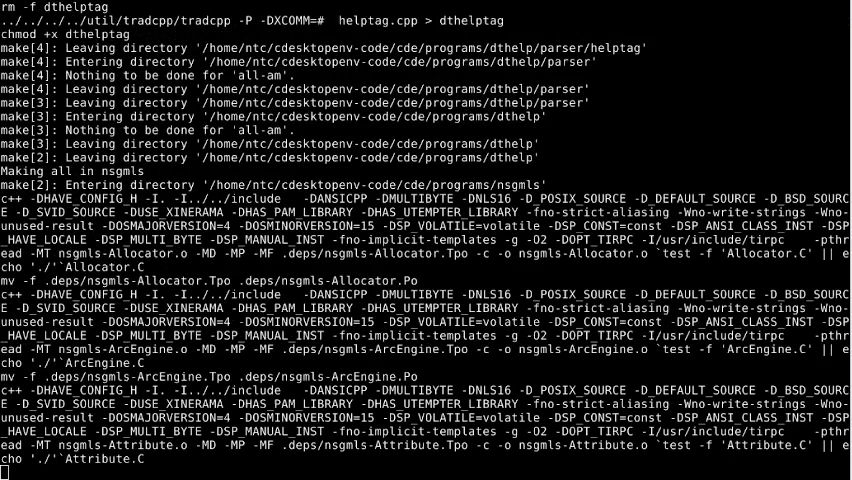 rm -f dthelptag
../../../../util/tradcpp/tradcpp -P -DXCOMM=#  helptag.cpp > dthelptag
chmod +x dthelptag
make[4]: Leaving directory '/home/ntc/cdesktopenv-code/cde/programs/dthelp/parser/helptag'
make[4]: Entering directory '/home/ntc/cdesktopenv-code/cde/programs/dthelp/parser'
make[4]: Nothing to be done for 'all-am'.
make[4]: Leaving directory '/home/ntc/cdesktopenv-code/cde/programs/dthelp/parser'
make[3]: Leaving directory '/home/ntc/cdesktopenv-code/cde/programs/dthelp/parser'
make[3]: Entering directory '/home/ntc/cdesktopenv-code/cde/programs/dthelp'
make[3]: Nothing to be done for 'all-am'.
make[3]: Leaving directory '/home/ntc/cdesktopenv-code/cde/programs/dthelp'
make[2]: Leaving directory '/home/ntc/cdesktopenv-code/cde/programs/dthelp'
Making all in nsgmls
make[2]: Entering directory '/home/ntc/cdesktopenv-code/cde/programs/nsgmls'
c++ -DHAVE_CONFIG_H -I. -I../../include   -DANSICPP -DMULTIBYTE -DNLS16 -D_POSIX_SOURCE -D_DEFAULT_SOURCE -D_BSD_SOURC
E -D_SVID_SOURCE -DUSE_XINERAMA -DHAS_PAM_LIBRARY -DHAS_UTEMPTER_LIBRARY -fno-strict-aliasing -Wno-write-strings -Wno-
unused-result -DOSMAJORVERSION=4 -DOSMINORVERSION=15 -DSP_VOLATILE=volatile -DSP_CONST=const -DSP_ANSI_CLASS_INST -DSP
_HAVE_LOCALE -DSP_MULTI_BYTE -DSP_MANUAL_INST -fno-implicit-templates -g -O2 -DOPT_TIRPC -I/usr/include/tirpc     -pthr
ead -MT nsgmls-Allocator.o -MD -MP -MF .deps/nsgmls-Allocator.Tpo -c -o nsgmls-Allocator.o `test -f 'Allocator.C' || e
cho './'`Allocator.C
mv -f .deps/nsgmls-Allocator.Tpo .deps/nsgmls-Allocator.Po
c++ -DHAVE_CONFIG_H -I. -I../../include   -DANSICPP -DMULTIBYTE -DNLS16 -D_POSIX_SOURCE -D_DEFAULT_SOURCE -D_BSD_SOURC
E -D_SVID_SOURCE -DUSE_XINERAMA -DHAS_PAM_LIBRARY -DHAS_UTEMPTER_LIBRARY -fno-strict-aliasing -Wno-write-strings -Wno-
unused-result -DOSMAJORVERSION=4 -DOSMINORVERSION=15 -DSP_VOLATILE=volatile -DSP_CONST=const -DSP_ANSI_CLASS_INST -DSP
_HAVE_LOCALE -DSP_MULTI_BYTE -DSP_MANUAL_INST -fno-implicit-templates -g -O2 -DOPT_TIRPC -I/usr/include/tirpc     -pthr
ead -MT nsgmls-ArcEngine.o -MD -MP -MF .deps/nsgmls-ArcEngine.Tpo -c -o nsgmls-ArcEngine.o `test -f 'ArcEngine.C' || e
cho './'`ArcEngine.C
mv -f .deps/nsgmls-ArcEngine.Tpo .deps/nsgmls-ArcEngine.Po
c++ -DHAVE_CONFIG_H -I. -I../../include   -DANSICPP -DMULTIBYTE -DNLS16 -D_POSIX_SOURCE -D_DEFAULT_SOURCE -D_BSD_SOURC
E -D_SVID_SOURCE -DUSE_XINERAMA -DHAS_PAM_LIBRARY -DHAS_UTEMPTER_LIBRARY -fno-strict-aliasing -Wno-write-strings -Wno-
unused-result -DOSMAJORVERSION=4 -DOSMINORVERSION=15 -DSP_VOLATILE=volatile -DSP_CONST=const -DSP_ANSI_CLASS_INST -DSP
_HAVE_LOCALE -DSP_MULTI_BYTE -DSP_MANUAL_INST -fno-implicit-templates -g -O2 -DOPT_TIRPC -I/usr/include/tirpc     -pthr
ead -MT nsgmls-Attribute.o -MD -MP -MF .deps/nsgmls-Attribute.Tpo -c -o nsgmls-Attribute.o `test -f 'Attribute.C' || e
cho './'`Attribute.C